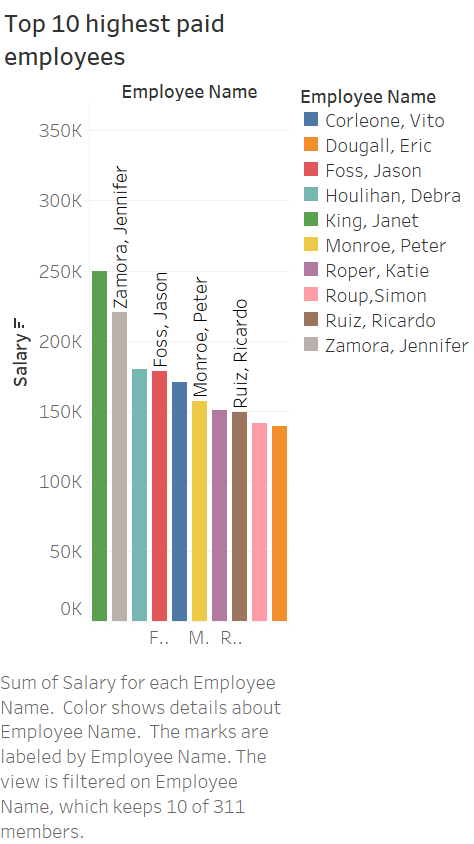 Top 10 highest paid
employees
Employee Name
350K
300K
250K
200K
150K
100K
50K
0K
Salary
Zamora, Jennifer
Foss, Jason
Monroe, Peter
Ruiz, Ricardo
F..
M.
R..
Employee Name
Corleone, Vito
Dougall, Eric
Foss, Jason
Houlihan, Debra
King, Janet
Monroe, Peter
Roper, Katie
Roup,Simon
Ruiz, Ricardo
Zamora, Jennifer
Sum of Salary for each Employee
Name.  Color shows details about
Employee Name.  The marks are
labeled by Employee Name. The
view is filtered on Employee
Name, which keeps 10 of 311
members.